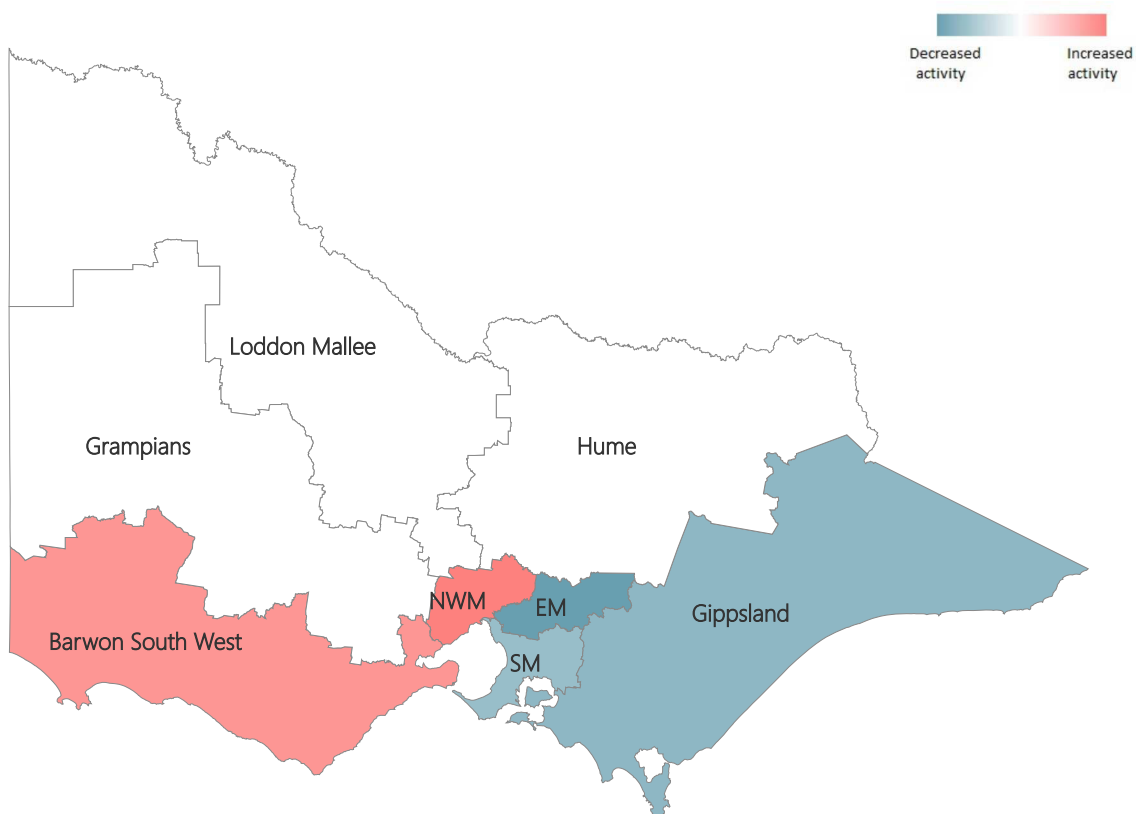 Decreased
activity
Increased
activity
Loddon Mallee
Grampians
Hume
NWM
EM
Gippsland
Barwon South West
SM